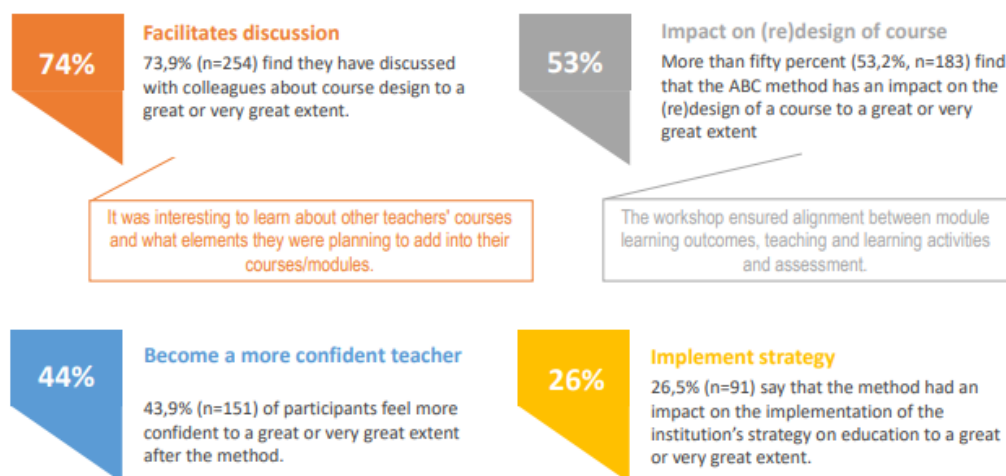 74%
Facilitates discussion
73,9% (n=254) find they have discussed
with colleagues about course design to a
great or very great extent.
53%
Impact on (re)design of course
More than fifty percent (53,2%, n=183) find
that the ABC method has an impact on the
(re)design of a course to a great or very
great extent
It was interesting to learn about other teachers' courses
and what elements they were planning to add into their
courses/modules.
The workshop ensured alignment between module
learning outcomes, teaching and learning activities
and assessment.
44%
Become a more confident teacher
43,9% (n=151) of participants feel more
confident to a great or very great extent
after the method.
26%
Implement strategy
26,5% (n=91) say that the method had an
impact on the implementation of the
institution's strategy on education to a great
or very great extent.